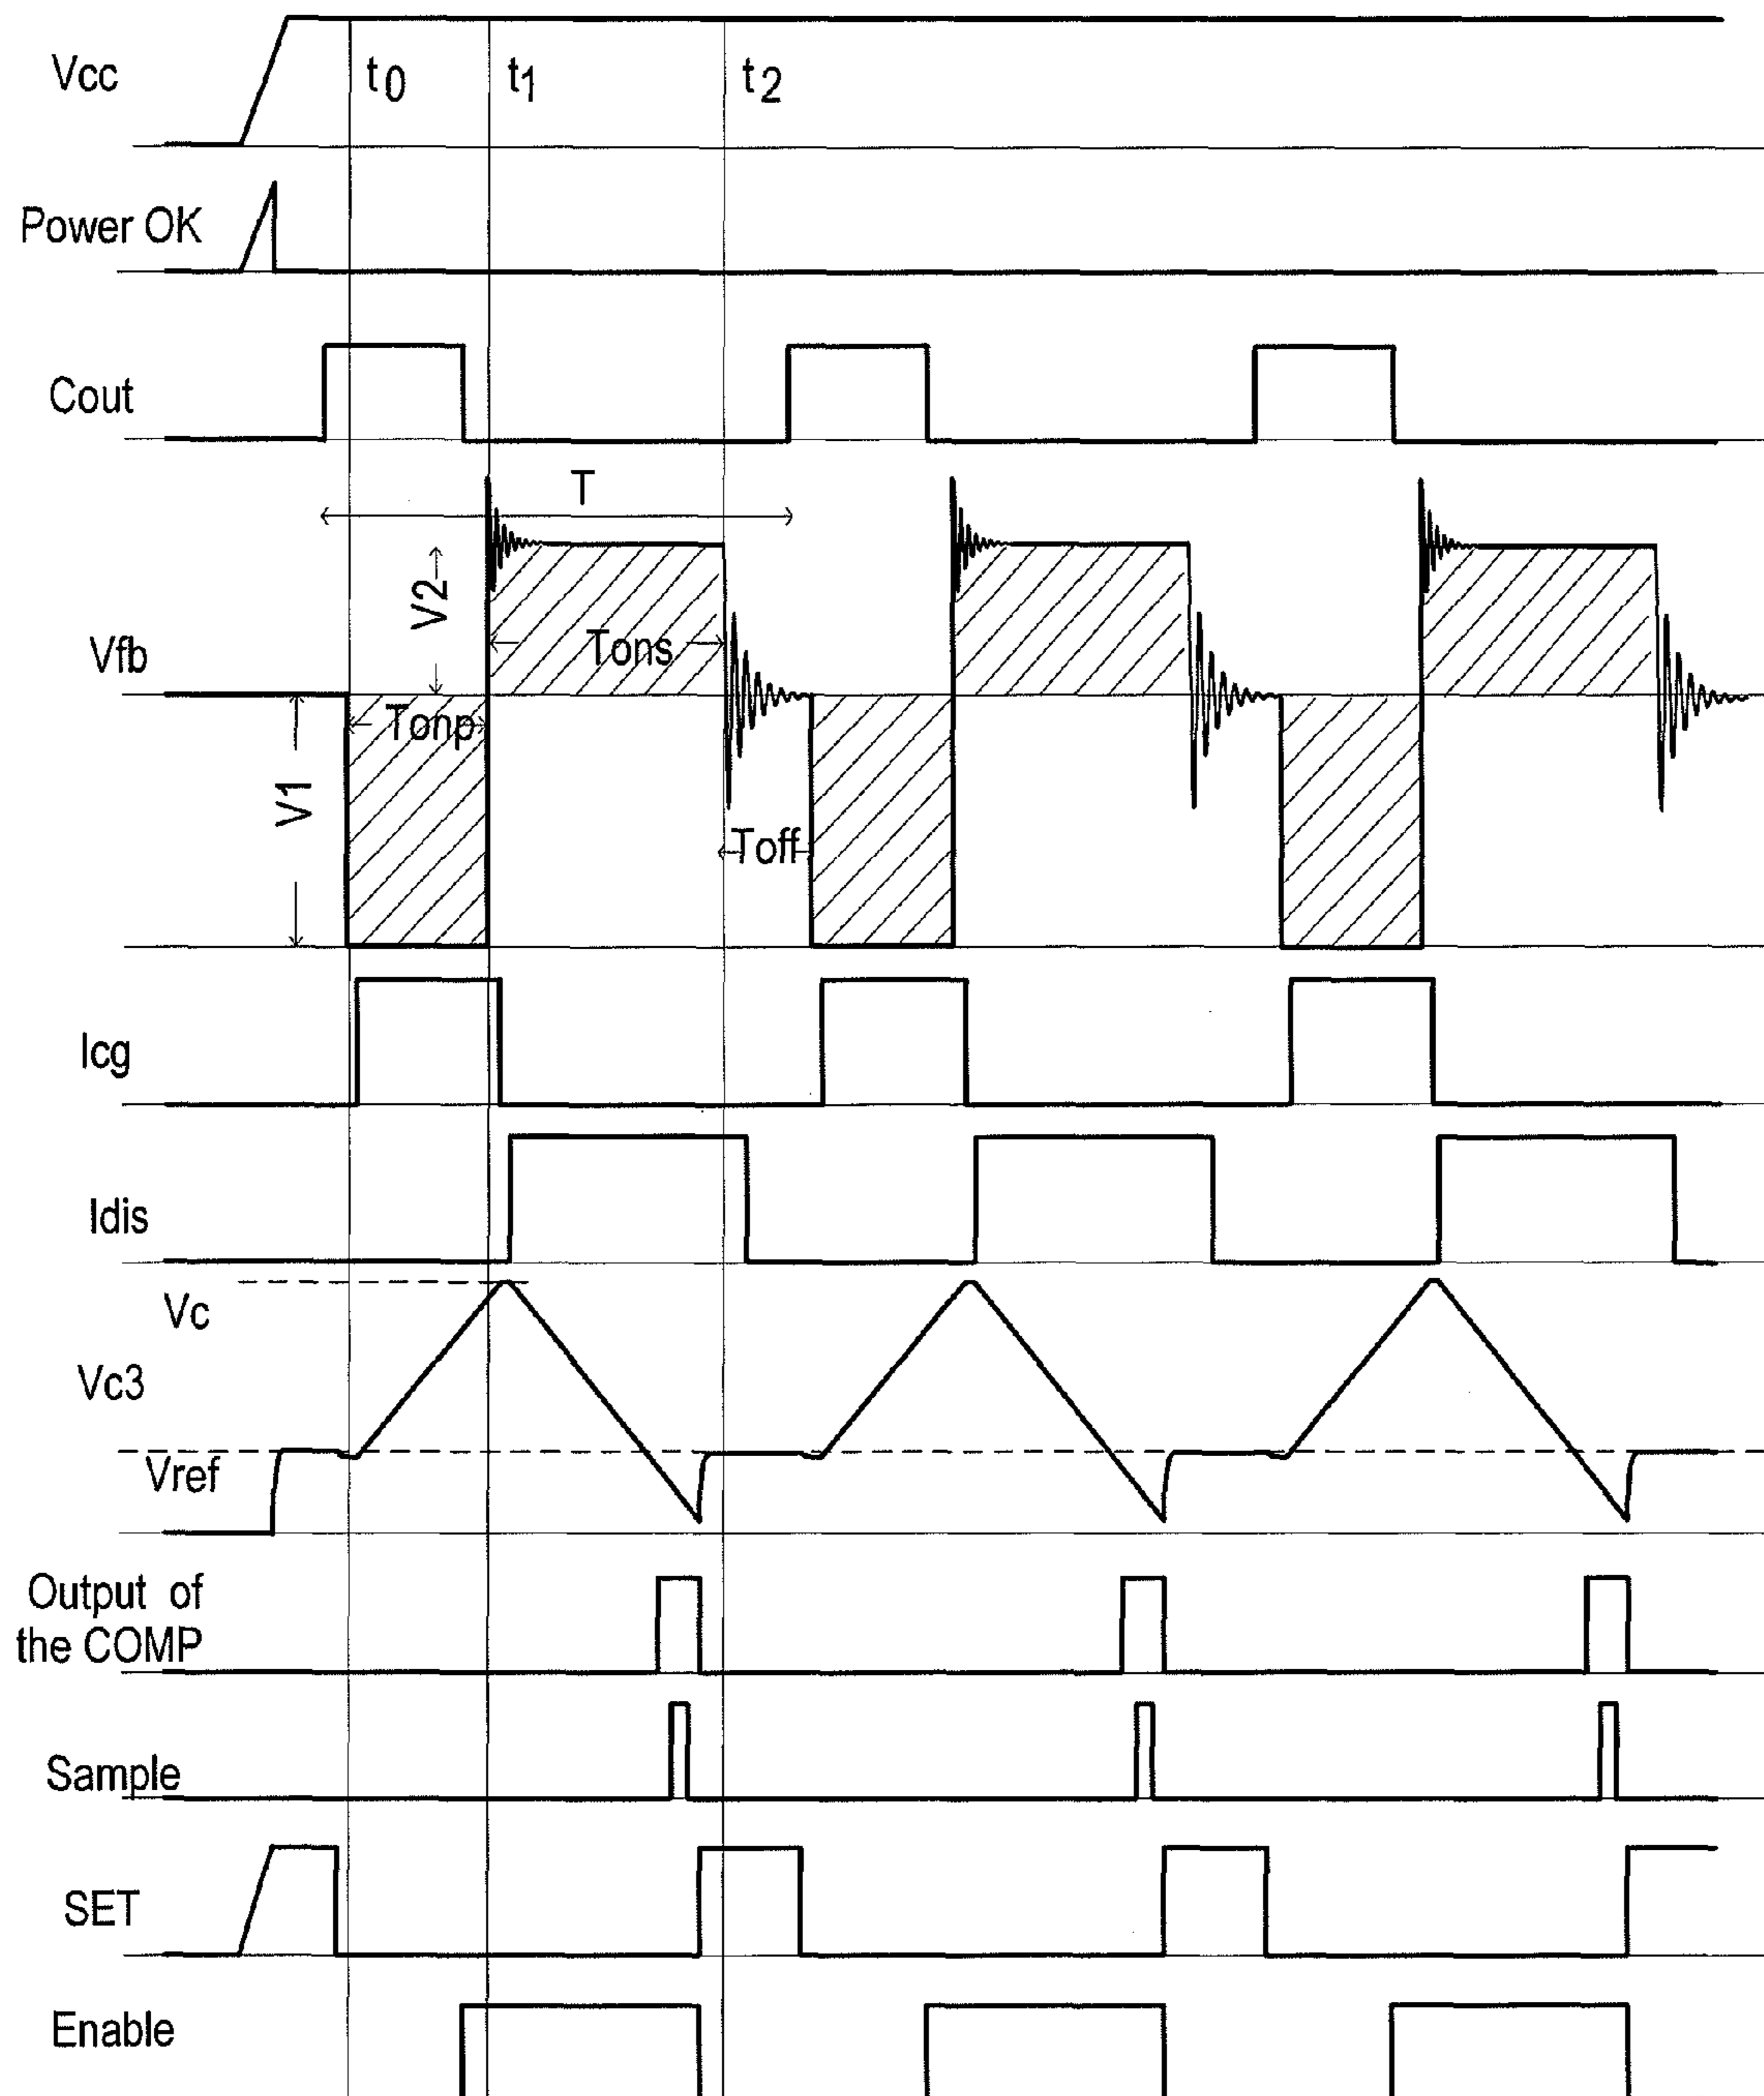 Vcc
t0
t1
t2
Power OK
Cout
T
V2
Tons
Vfb
Tonp
V1
Toff
Icg
Idis
Vc
Vc3
Vref
Output of
the COMP
Sample
SET
Enable